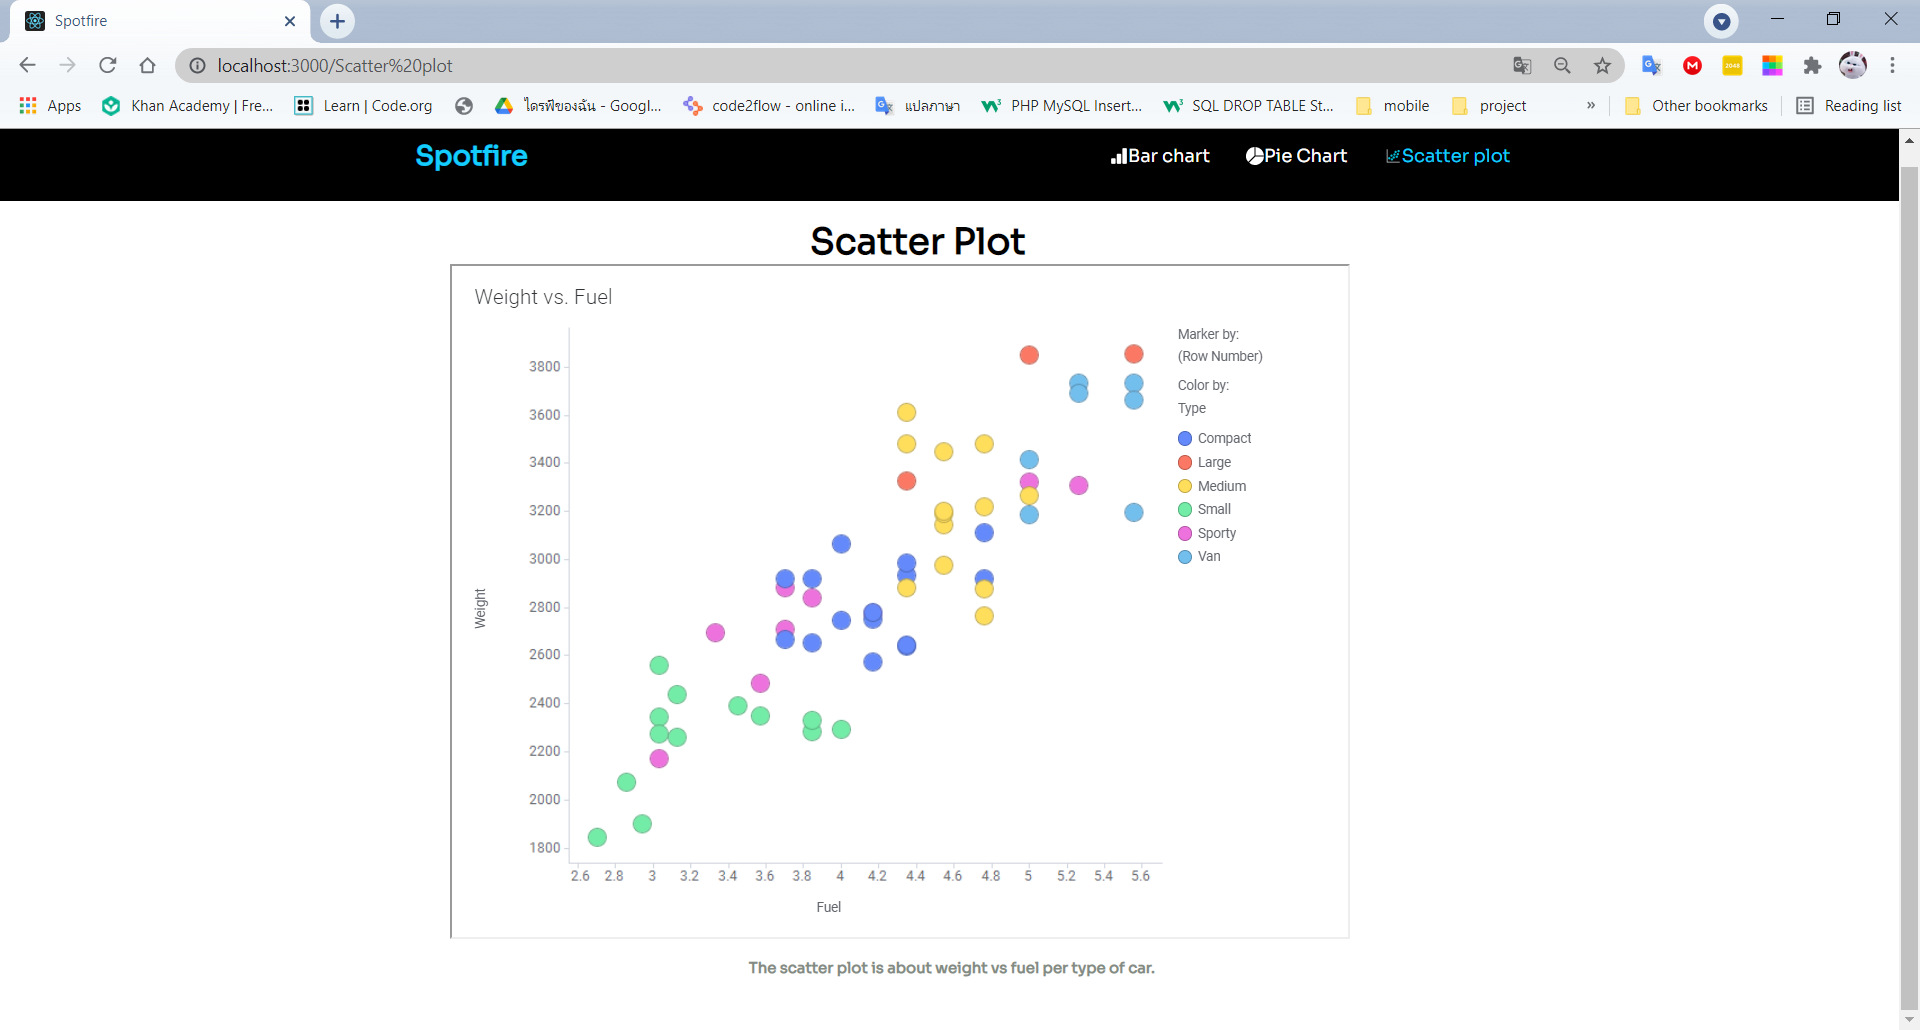 Spotfire
localhost:3000/Scatter%20plot
Apps Khan Academy | Fre... Learn | Code.org ไดรฟ์ของฉัน - Googl... code2flow - online i... แปลภาษา PHP MySQL Insert... SQL DROP TABLE St... mobile project » Other bookmarks Reading list
Spotfire Bar chart Pie Chart Scatter plot
Scatter Plot
Weight vs. Fuel
Marker by:
(Row Number)
Color by:
Type
Compact
Large
Medium
Small
Sporty
Van
3800
3600
3400
3200
3000
2800
2600
2400
2200
2000
1800
Weight
2.6 2.8 3 3.2 3.4 3.6 3.8 4 4.2 4.4 4.6 4.8 5 5.2 5.4 5.6
Fuel
The scatter plot is about weight vs fuel per type of car.